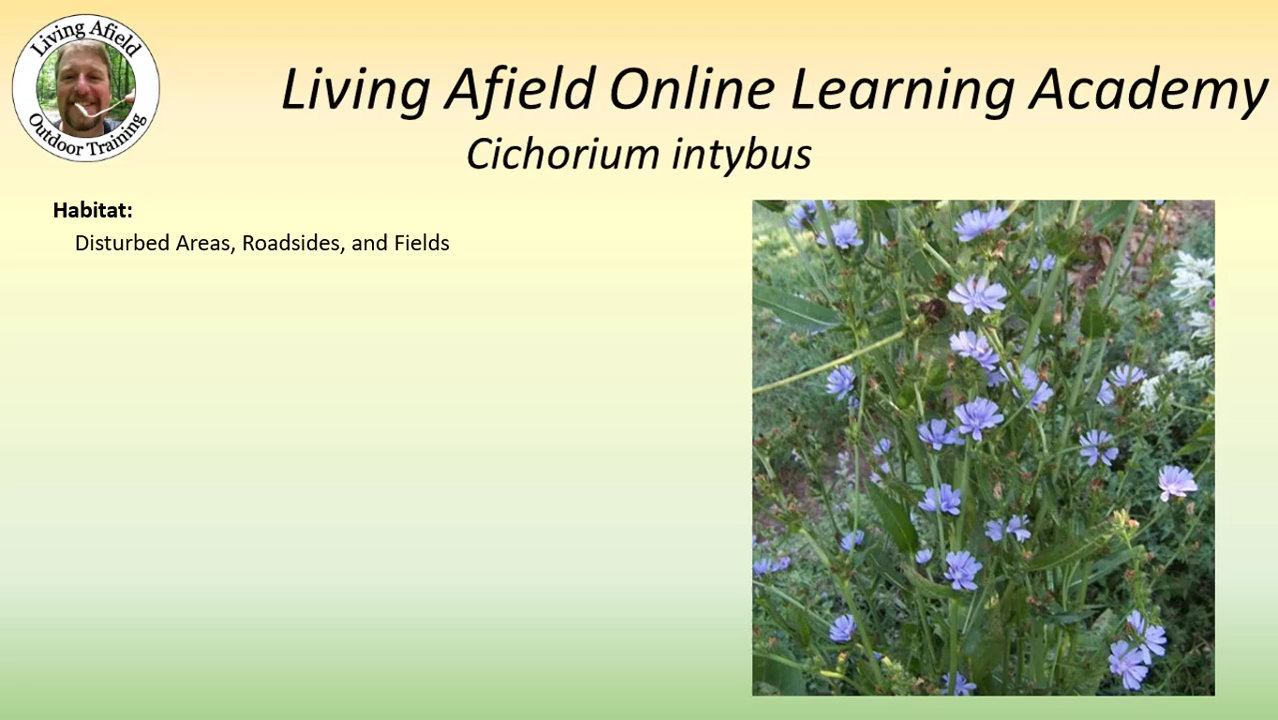 Living Afield
Outdoor Training
Living Afield Online Learning Academy
Cichorium intybus
Habitat:
Disturbed Areas, Roadsides, and Fields